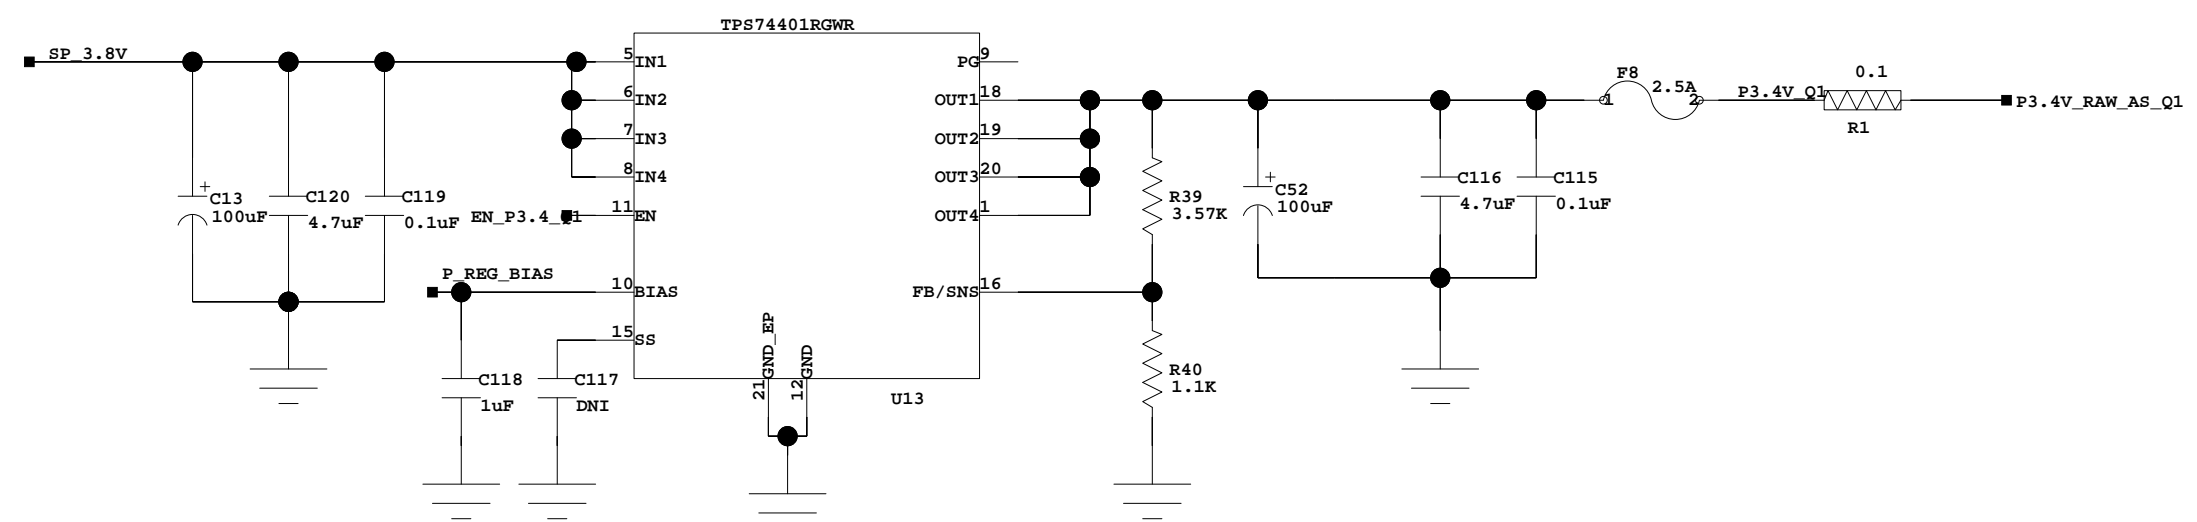 TPS74401RGWR
SP_3.8V
5 IN1
PG 9
6 IN2
OUT1 18
7 IN3
OUT2 19
8 IN4
OUT3 20
11 EN
OUT4 1
EN_P3.4_Q1
P_REG_BIAS
10 BIAS
FB/SNS 16
15 SS
21 GND_EP
12 GND
U13
+
C13
100uF
C120
4.7uF
C119
0.1uF
C118
1uF
C117
DNI
R39
3.57K
R40
1.1K
+
C52
100uF
C116
4.7uF
C115
0.1uF
F8
2.5A
1
2
P3.4V_Q1
0.1
R1
P3.4V_RAW_AS_Q1